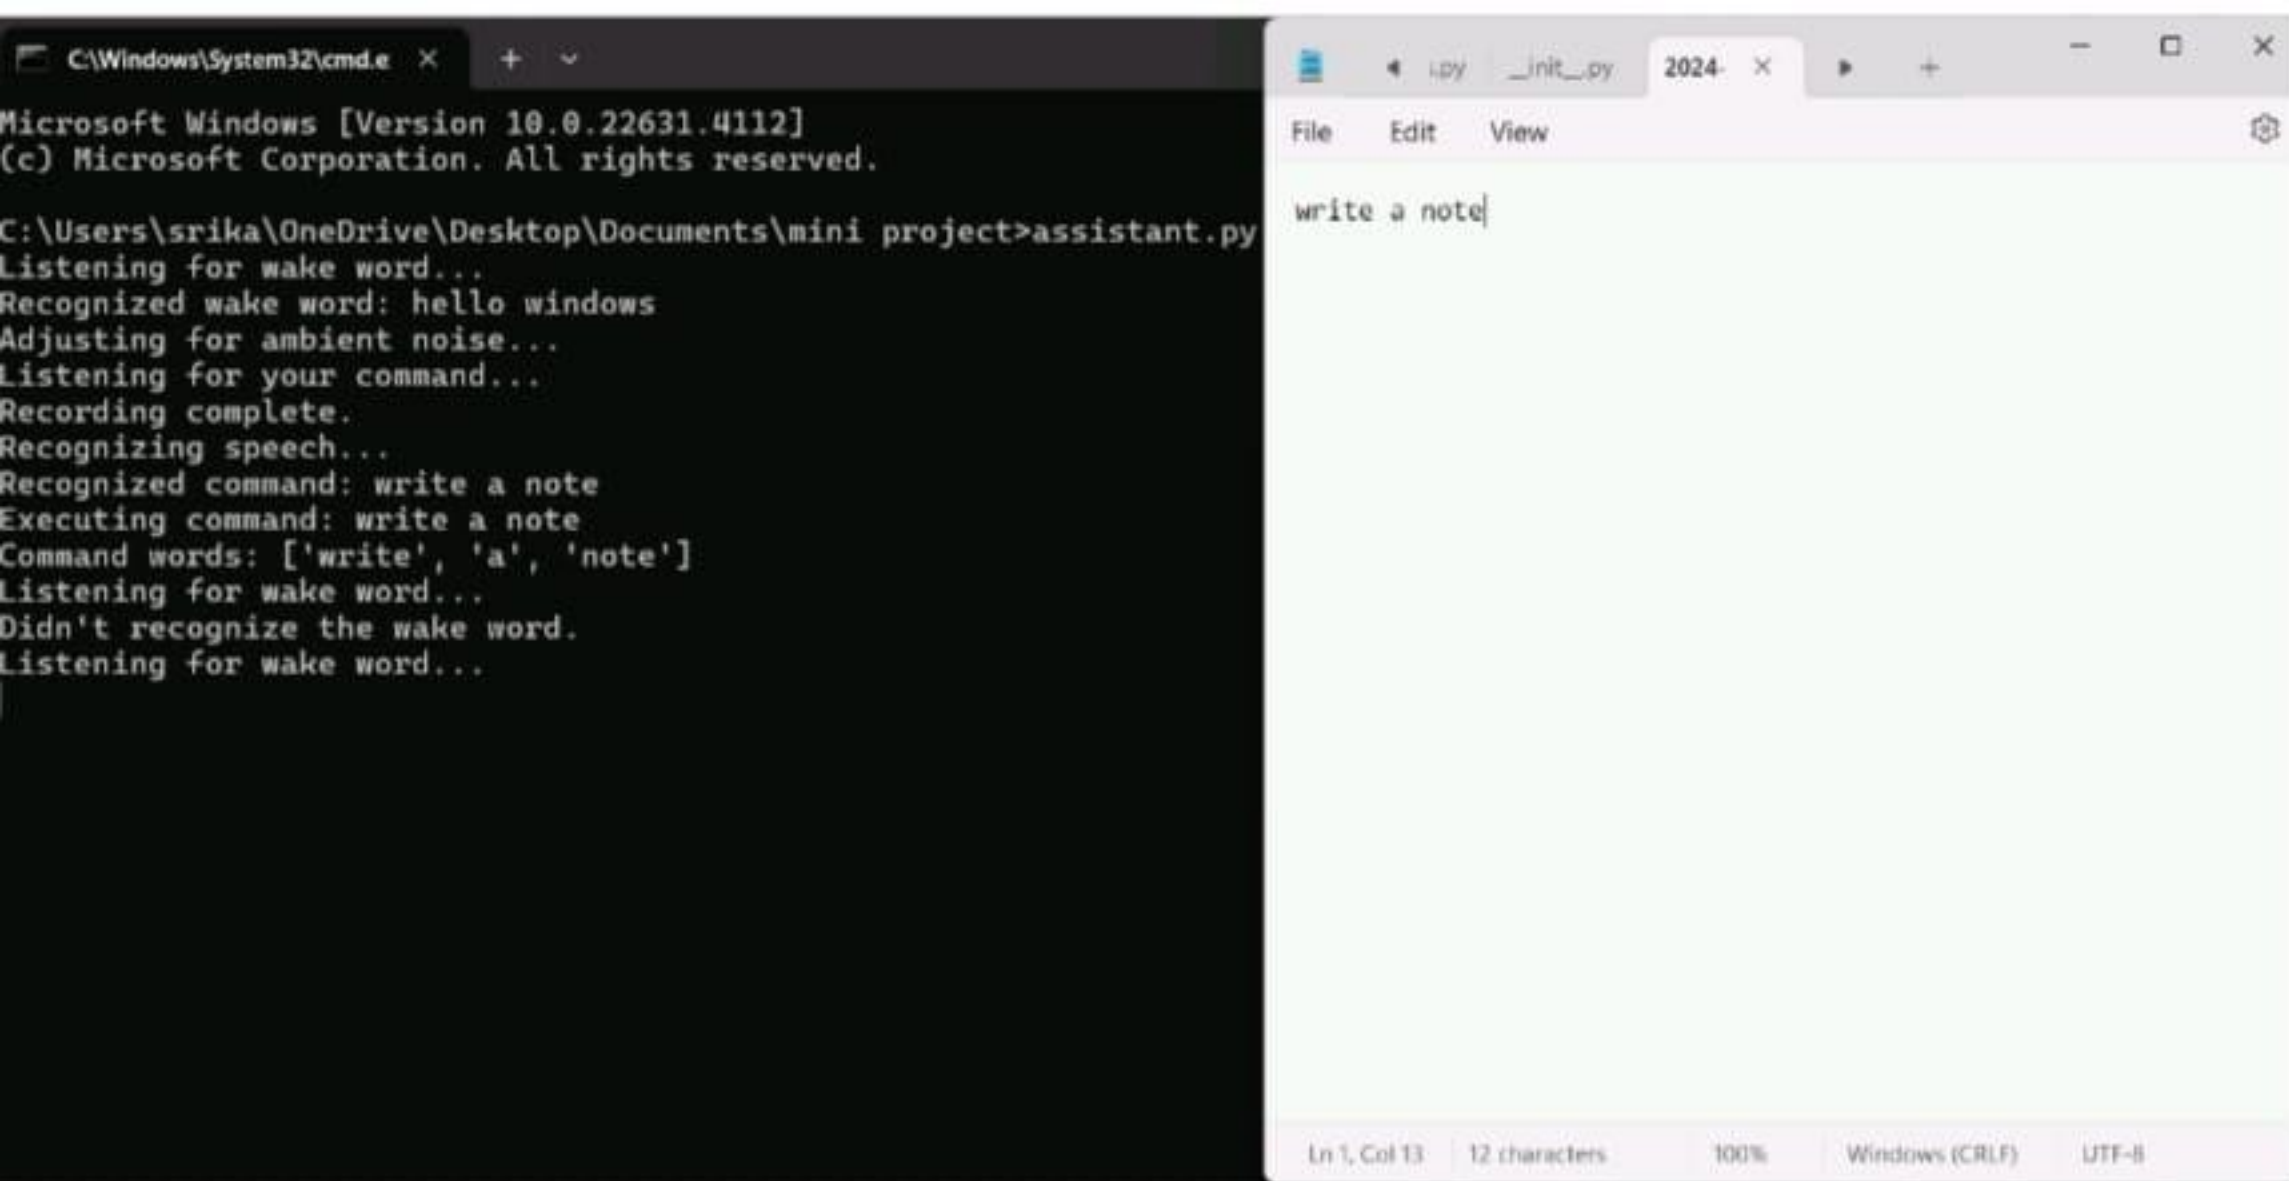 C:\Windows\System32\cmd.e
Microsoft Windows [Version 10.0.22631.4112]
(c) Microsoft Corporation. All rights reserved.
C:\Users\srika\OneDrive\Desktop\Documents\mini project>assistant.py
Listening for wake word...
Recognized wake word: hello windows
Adjusting for ambient noise...
Listening for your command...
Recording complete.
Recognizing speech...
Recognized command: write a note
Executing command: write a note
Command words: ['write', 'a', 'note']
Listening for wake word...
Didn't recognize the wake word.
Listening for wake word...
.py __init__.py 2024-
File Edit View
write a note
Ln 1, Col 13 12 characters 100% Windows (CRLF) UTF-8